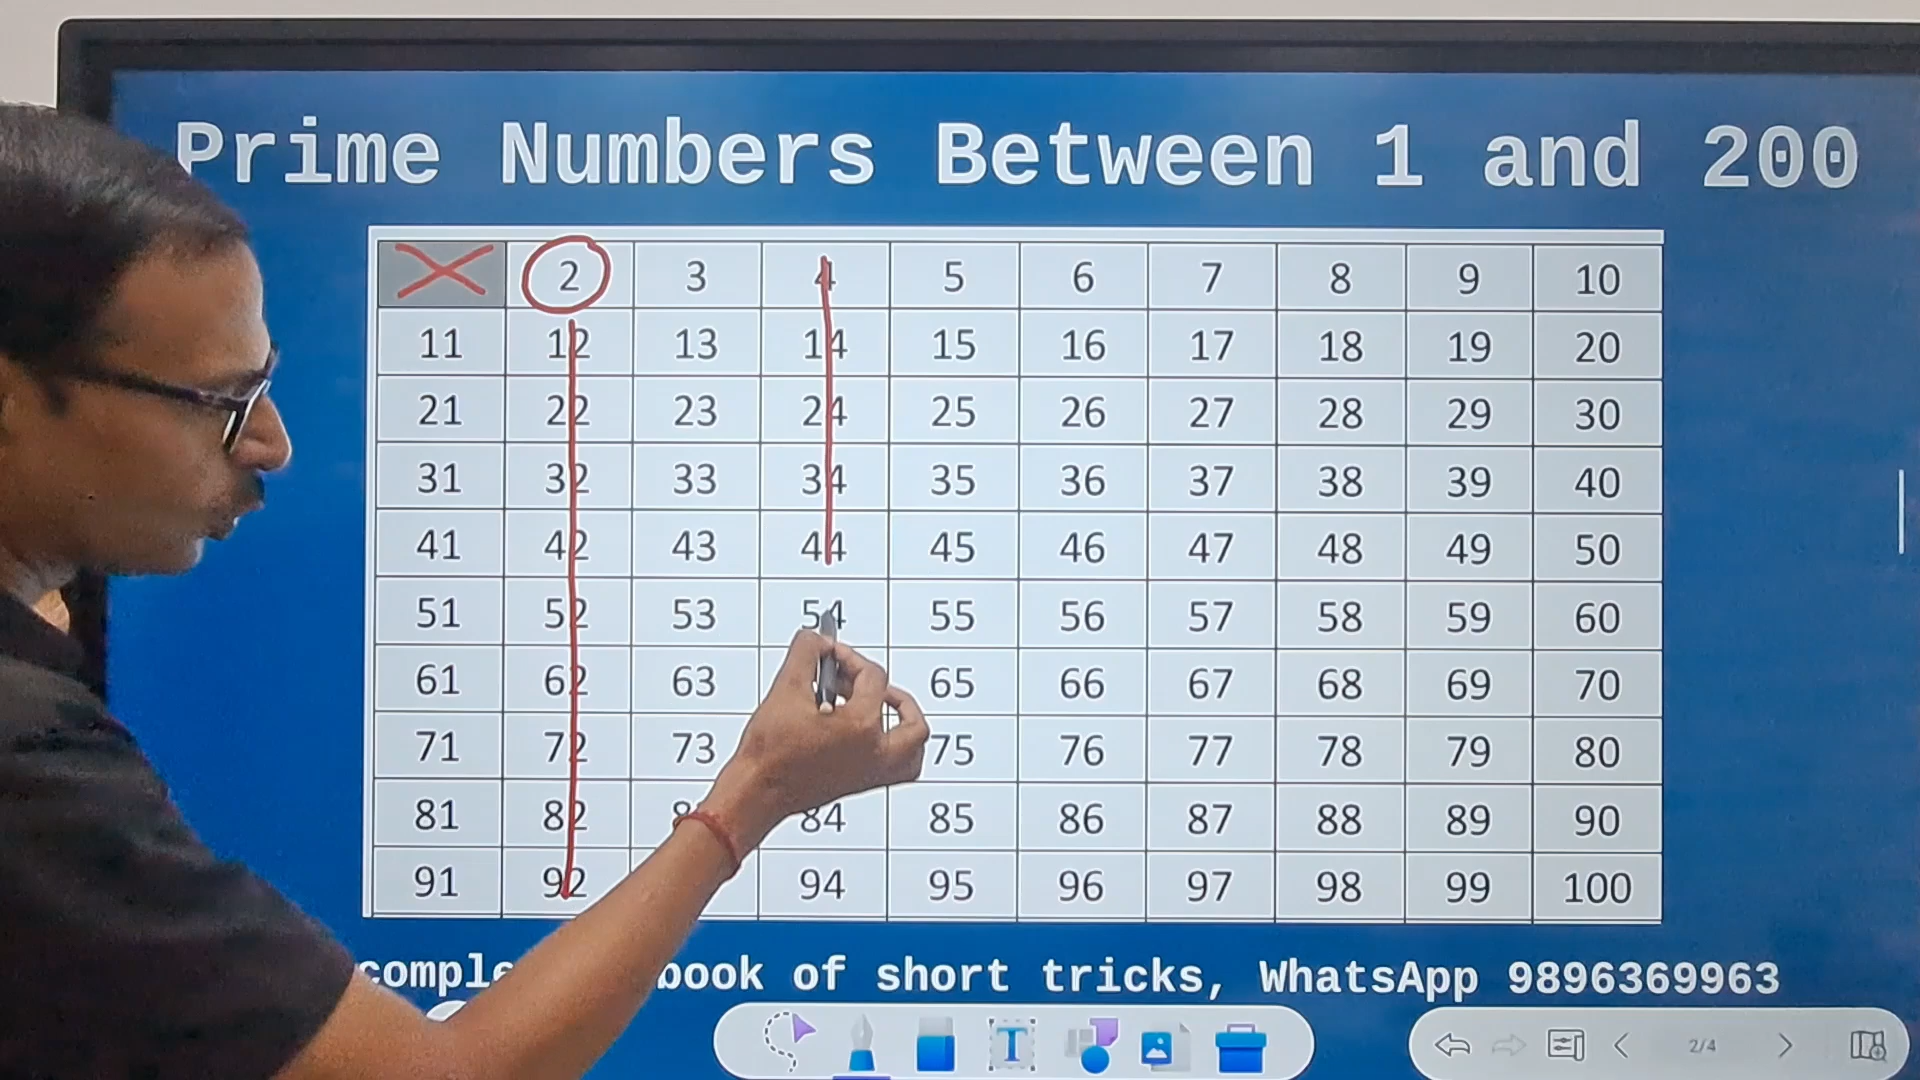 Prime Numbers Between 1 and 200
2 3 4 5 6 7 8 9 10
11 12 13 14 15 16 17 18 19 20
21 22 23 24 25 26 27 28 29 30
31 32 33 34 35 36 37 38 39 40
41 42 43 44 45 46 47 48 49 50
51 52 53 54 55 56 57 58 59 60
61 62 63 65 66 67 68 69 70
71 72 73 75 76 77 78 79 80
81 82 84 85 86 87 88 89 90
91 92 94 95 96 97 98 99 100
book of short tricks, WhatsApp 9896369963
T 2/4